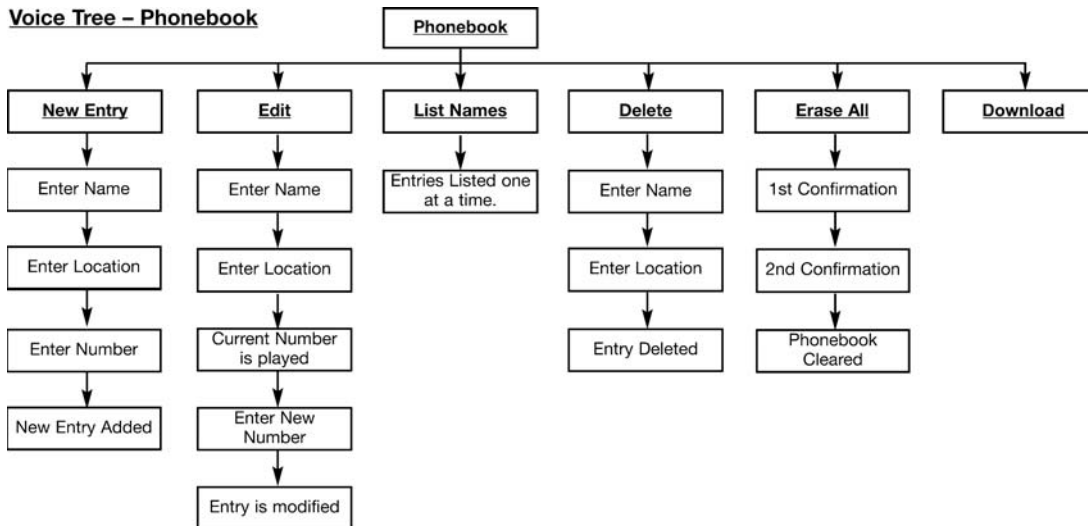 Voice Tree – Phonebook
Phonebook
New Entry
Edit
List Names
Delete
Erase All
Download
Enter Name
Enter Name
Entries Listed one
at a time.
Enter Name
1st Confirmation
Enter Location
Enter Location
Enter Location
2nd Confirmation
Enter Number
Current Number
is played
Entry Deleted
Phonebook
Cleared
New Entry Added
Enter New
Number
Entry is modified